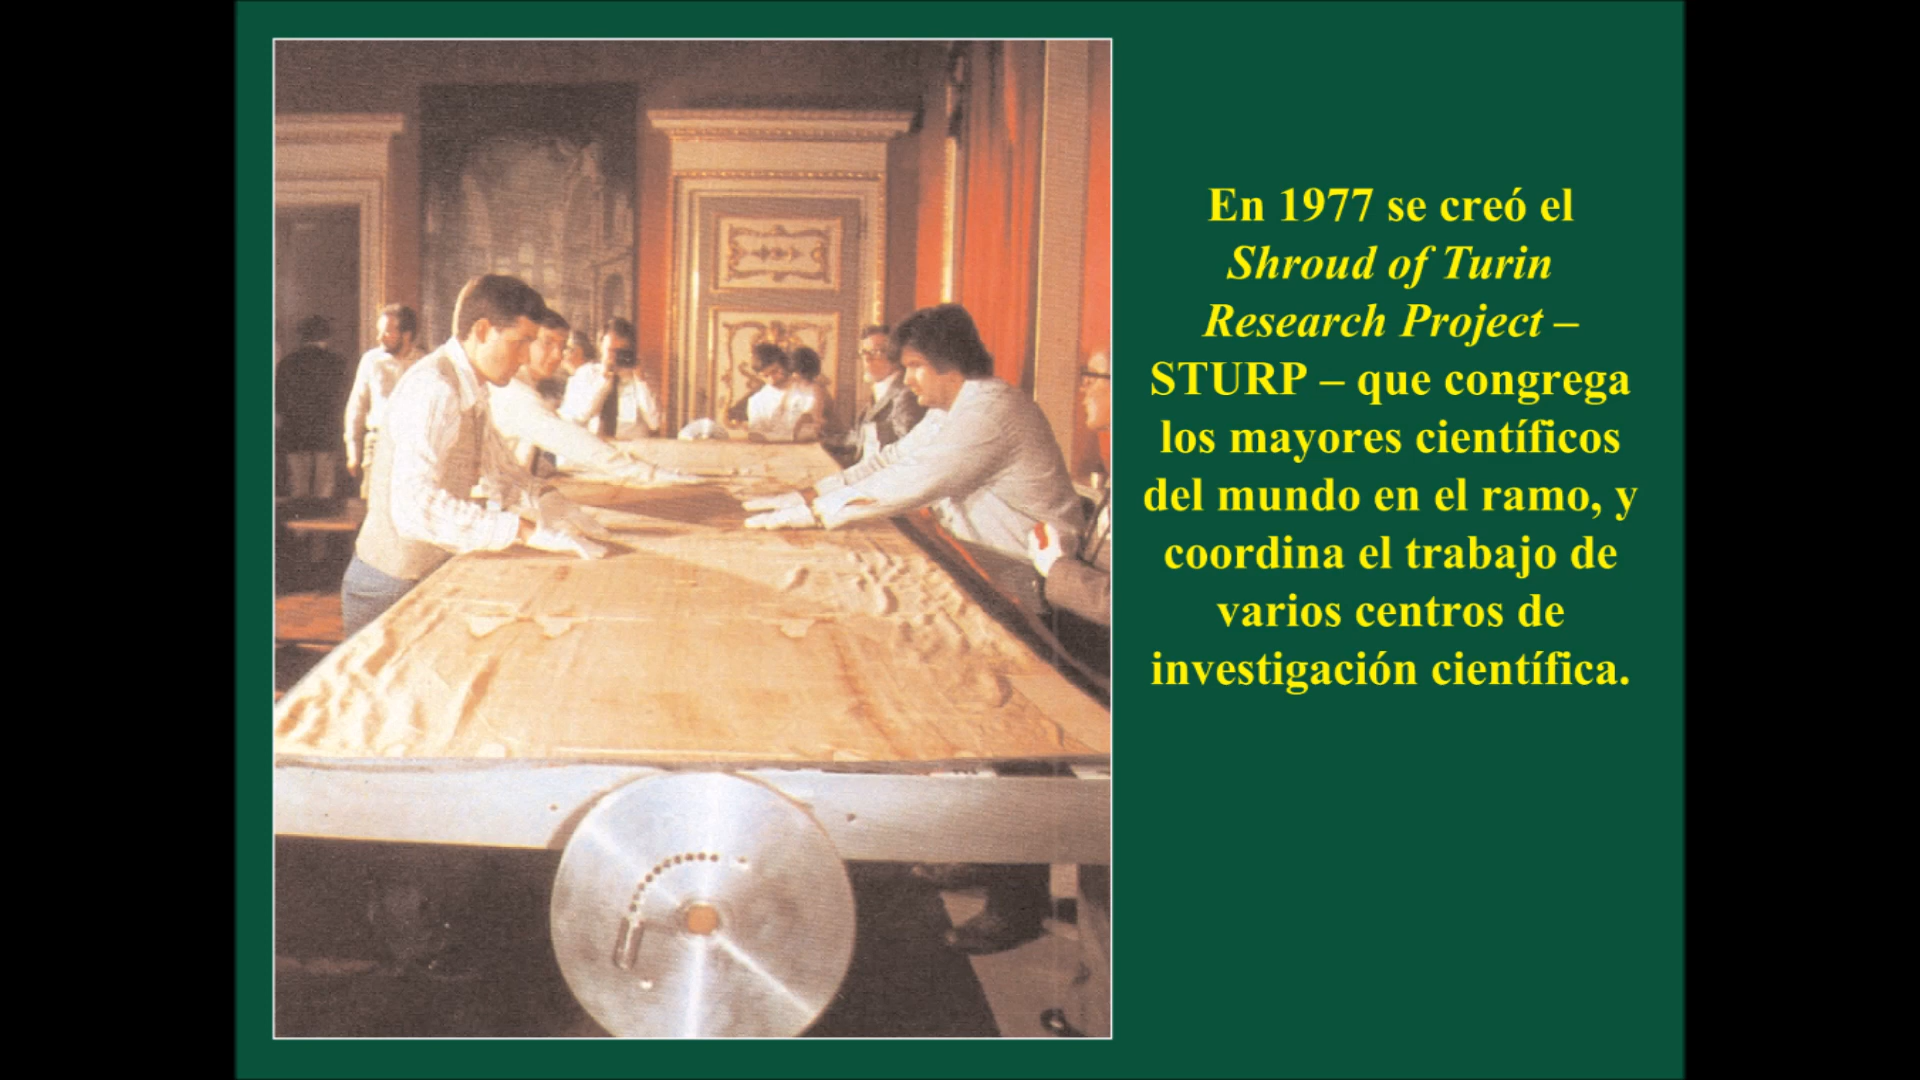 En 1977 se creó el
Shroud of Turin
Research Project –
STURP – que congrega
los mayores científicos
del mundo en el ramo, y
coordina el trabajo de
varios centros de
investigación científica.